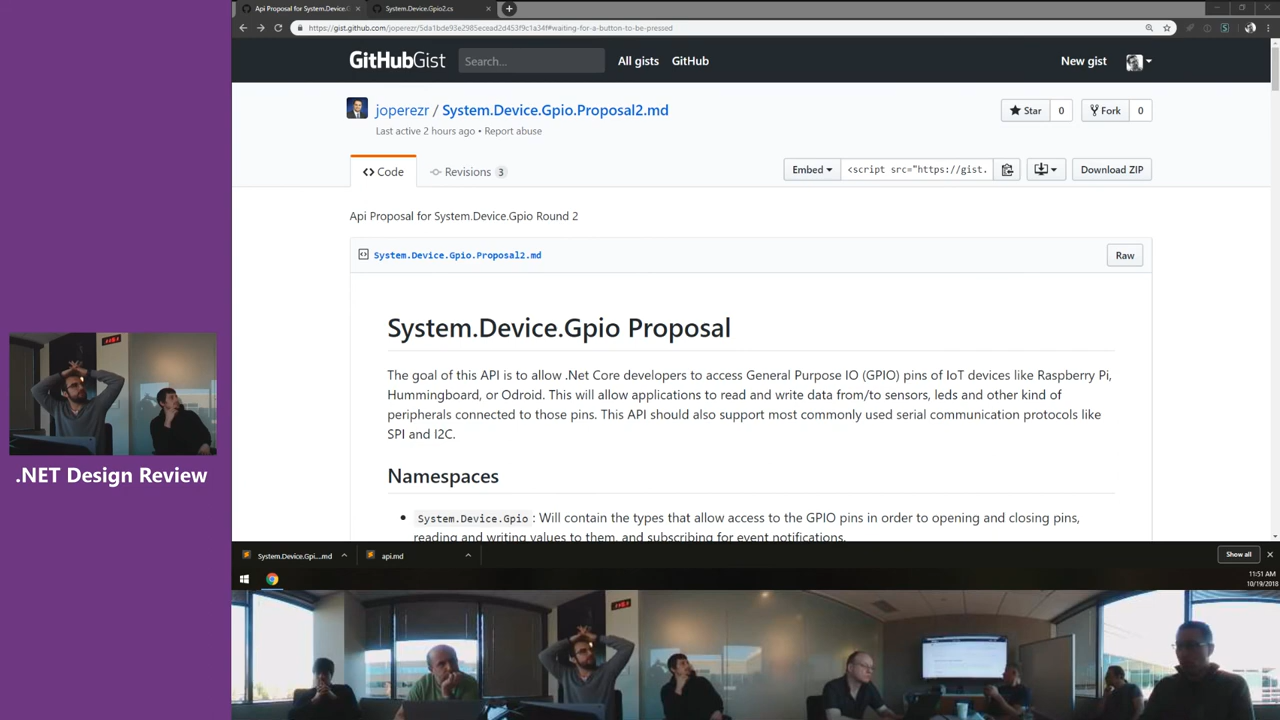 Api Proposal for System.Device.G
System.Device.Gpio2.cs
https://gist.github.com/joperezr/5da1bde93e2985ecead2d453f9c1a34f#waiting-for-a-button-to-be-pressed
GitHubGist
Search...
All gists
GitHub
New gist
joperezr / System.Device.Gpio.Proposal2.md
Last active 2 hours ago • Report abuse
Star 0
Fork 0
<> Code
Revisions 3
Embed
<script src="https://gist.
Download ZIP
Api Proposal for System.Device.Gpio Round 2
System.Device.Gpio.Proposal2.md
Raw
System.Device.Gpio Proposal
The goal of this API is to allow .Net Core developers to access General Purpose IO (GPIO) pins of IoT devices like Raspberry Pi,
Hummingboard, or Odroid. This will allow applications to read and write data from/to sensors, leds and other kind of
peripherals connected to those pins. This API should also support most commonly used serial communication protocols like
SPI and I2C.
Namespaces
• System.Device.Gpio : Will contain the types that allow access to the GPIO pins in order to opening and closing pins,
reading and writing values to them, and subscribing for event notifications.
.NET Design Review
System.Device.Gpi....md
api.md
Show all
11:51 AM
10/19/2018